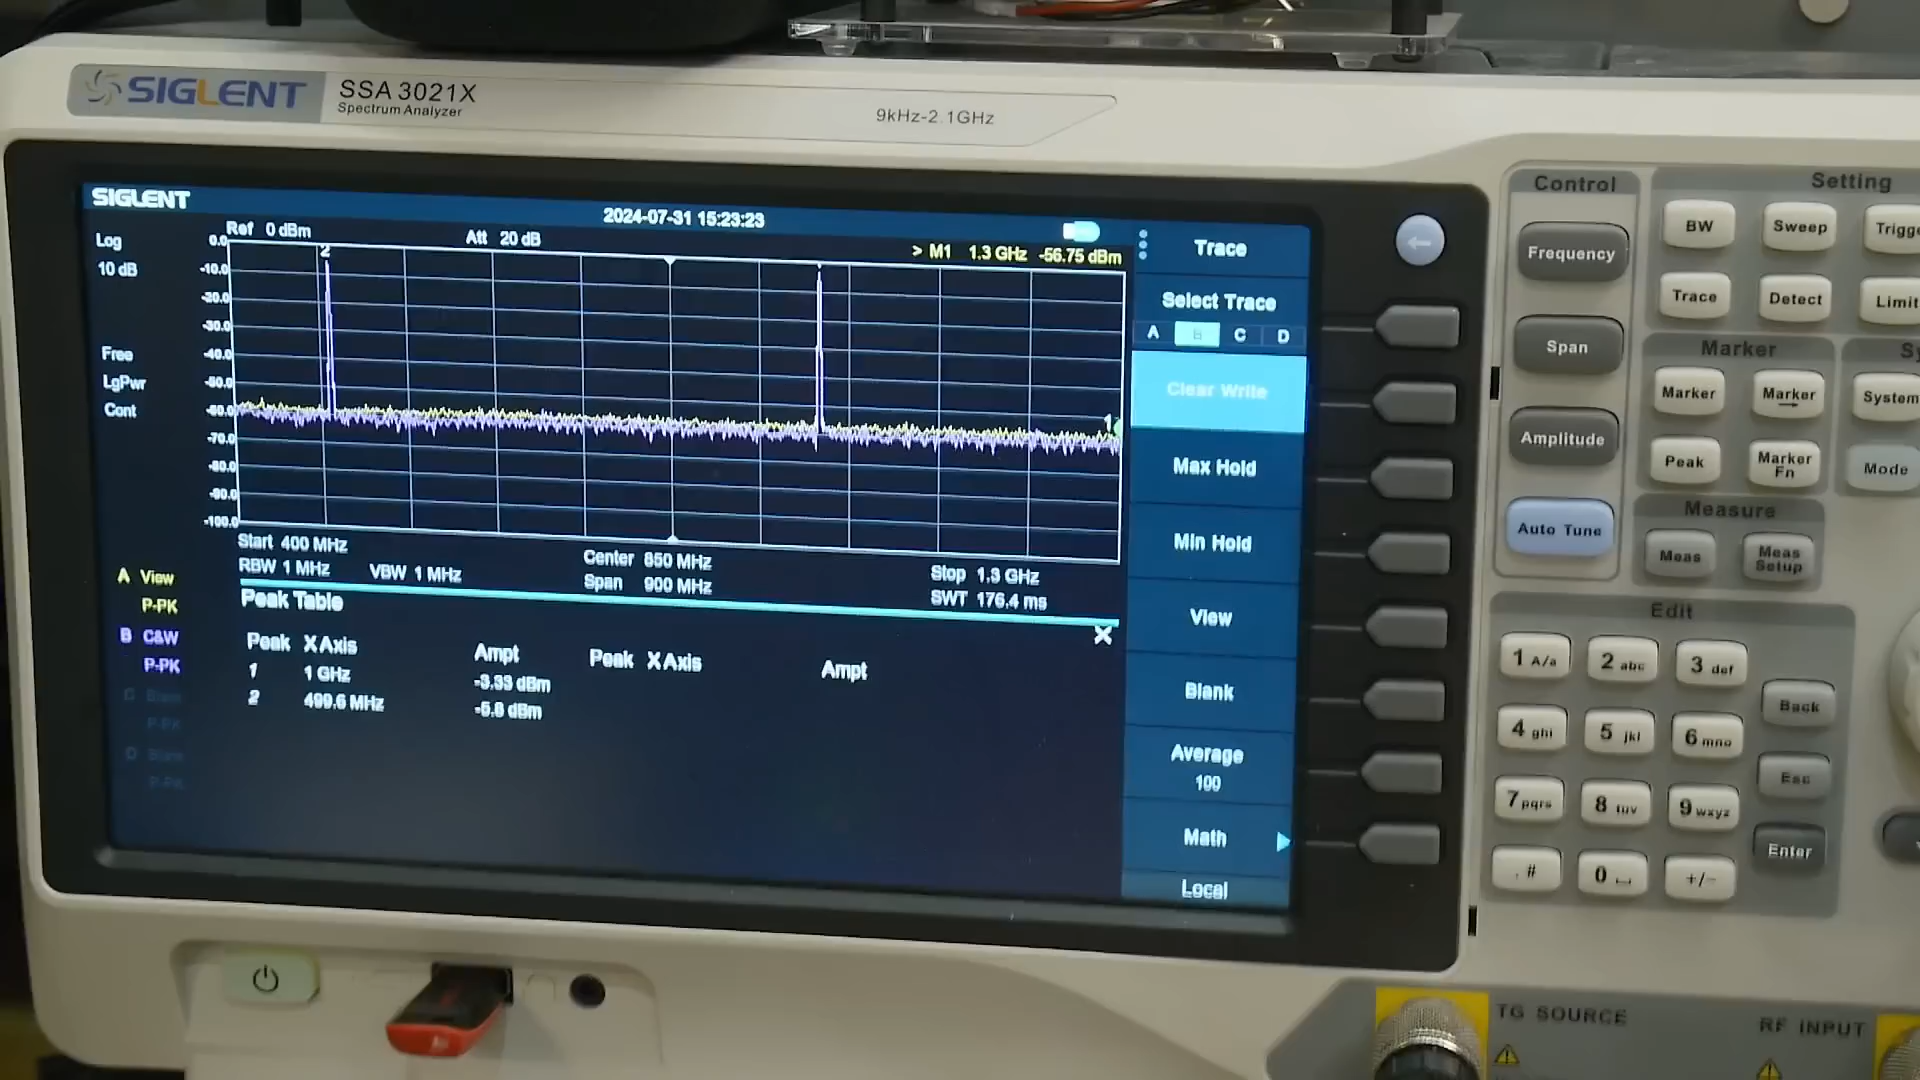 SIGLENT SSA 3021X
Spectrum Analyzer
9kHz-2.1GHz
SIGLENT
2024-07-31 15:23:23
Log
10 dB
Free
LgPwr
Cont
Ref 0 dBm
Att 20 dB
> M1 1.3 GHz -56.75 dBm
0.0
-10.0
-20.0
-30.0
-40.0
-50.0
-60.0
-70.0
-80.0
-90.0
-100.0
2
1
Start 400 MHz
Center 850 MHz
Stop 1.3 GHz
RBW 1 MHz
VBW 1 MHz
Span 900 MHz
SWT 176.4 ms
A View
P-PK
B C&W
P-PK
C Blank
P-PK
D Blank
P-PK
Peak Table
X
Peak X Axis Ampt Peak X Axis Ampt
1 1 GHz -3.33 dBm
2 499.6 MHz -5.8 dBm
Trace
Select Trace
A B C D
Clear Write
Max Hold
Min Hold
View
Blank
Average
100
Math
Local
Control
Frequency
Span
Amplitude
Auto Tune
Setting
BW Sweep
Trace Detect Limit
Marker
Marker Marker
Peak Marker Fn
System
Mode
Measure
Meas Meas Setup
Edit
1 A/a 2 abc 3 def
4 ghi 5 jkl 6 mno
7 pqrs 8 tuv 9 wxyz
. # 0 +/-
Back
Esc
Enter
TG SOURCE
RF INPUT